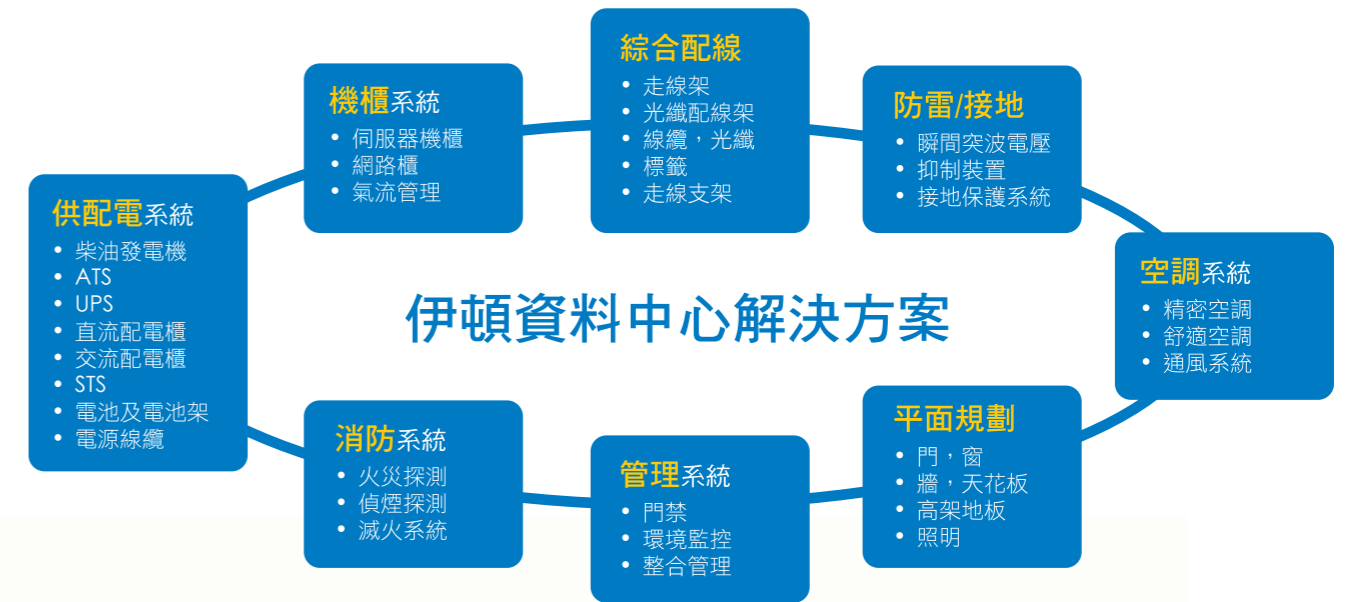 綜合配線
• 走線架
• 光纖配線架
• 線纜，光纖
• 標籤
• 走線支架
機櫃系統
• 伺服器機櫃
• 網路櫃
• 氣流管理
防雷/接地
• 瞬間突波電壓
• 抑制裝置
• 接地保護系統
供配電系統
• 柴油發電機
• ATS
• UPS
• 直流配電櫃
• 交流配電櫃
• STS
• 電池及電池架
• 電源線纜
空調系統
• 精密空調
• 舒適空調
• 通風系統
伊頓資料中心解決方案
消防系統
• 火災探測
• 偵煙探測
• 滅火系統
管理系統
• 門禁
• 環境監控
• 整合管理
平面規劃
• 門，窗
• 牆，天花板
• 高架地板
• 照明